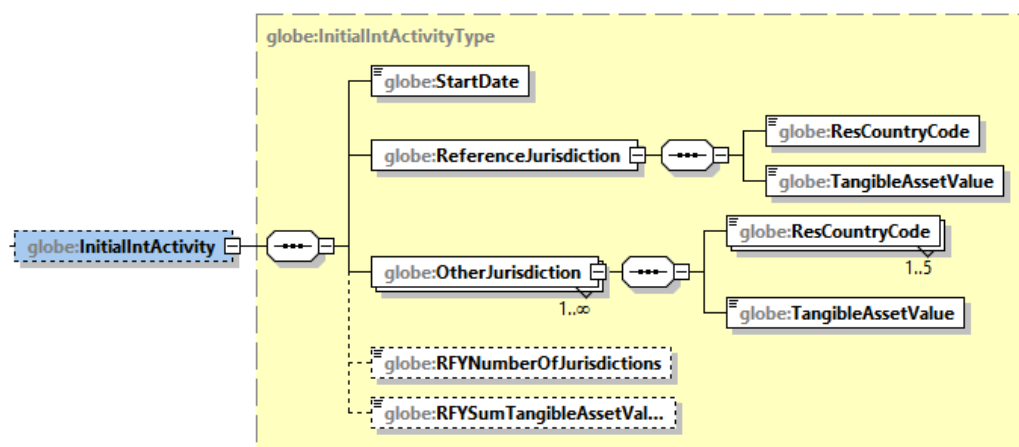 globe:InitialIntActivityType
globe:StartDate
globe:ResCountryCode
globe:ReferenceJurisdiction
globe:TangibleAssetValue
globe:ResCountryCode
1..5
globe:InitialIntActivity
globe:OtherJurisdiction
1..∞
globe:TangibleAssetValue
globe:RFYNumberOfJurisdictions
globe:RFYSumTangibleAssetVal...